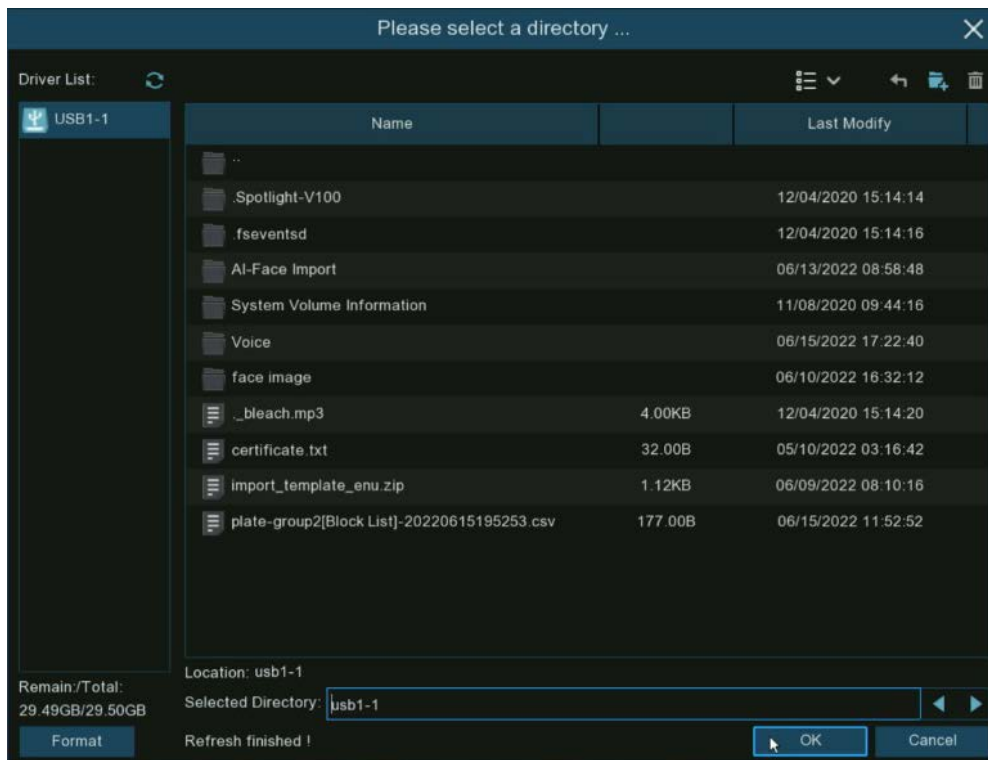 Please select a directory ...
Driver List:
USB1-1
Name Last Modify
..
.Spotlight-V100 12/04/2020 15:14:14
.fseventsd 12/04/2020 15:14:16
AI-Face Import 06/13/2022 08:58:48
System Volume Information 11/08/2020 09:44:16
Voice 06/15/2022 17:22:40
face image 06/10/2022 16:32:12
._bleach.mp3 4.00KB 12/04/2020 15:14:20
certificate.txt 32.00B 05/10/2022 03:16:42
import_template_enu.zip 1.12KB 06/09/2022 08:10:16
plate-group2[Block List]-20220615195253.csv 177.00B 06/15/2022 11:52:52
Location: usb1-1
Remain:/Total:
29.49GB/29.50GB
Selected Directory: usb1-1
Format Refresh finished ! OK Cancel